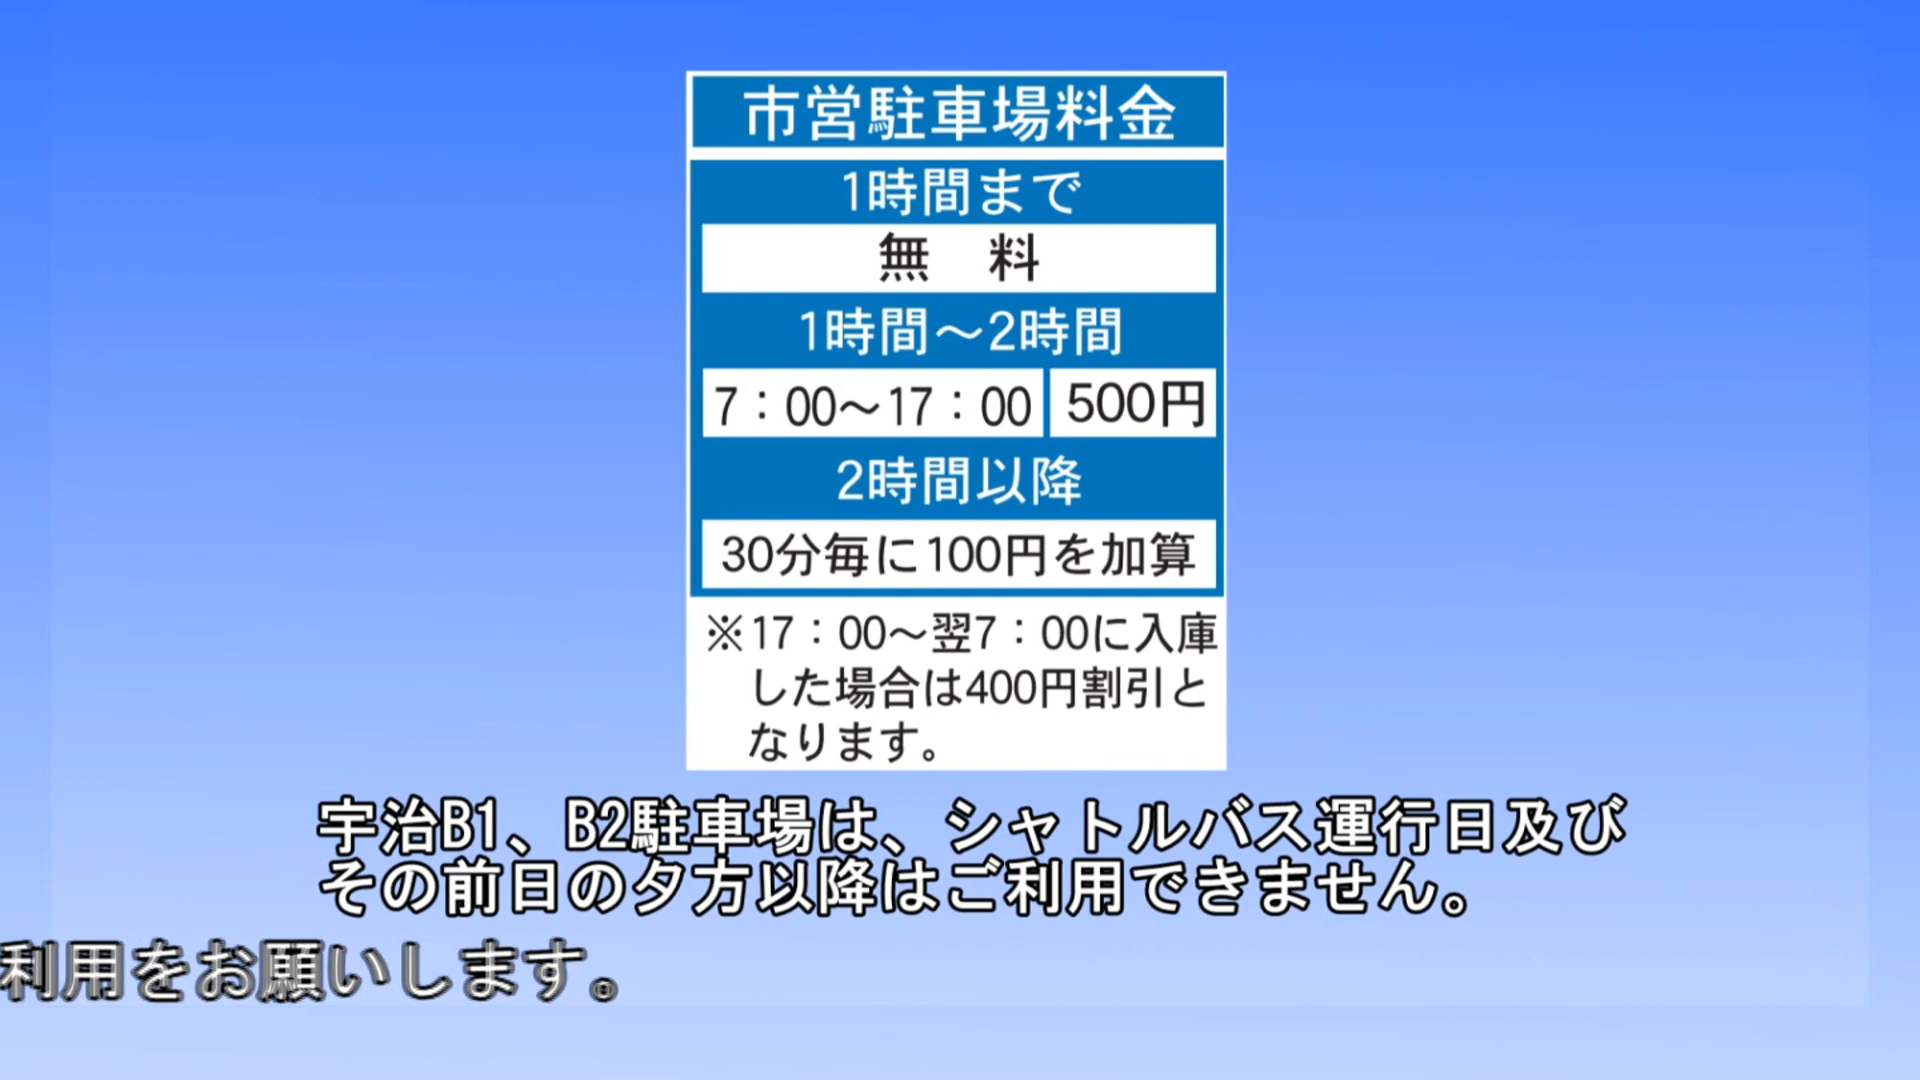 市営駐車場料金
1時間まで
無　料
1時間～2時間
7：00～17：00 500円
2時間以降
30分毎に100円を加算
※17：00～翌7：00に入庫
した場合は400円割引と
なります。
宇治B1、B2駐車場は、シャトルバス運行日及び
その前日の夕方以降はご利用できません。
利用をお願いします。